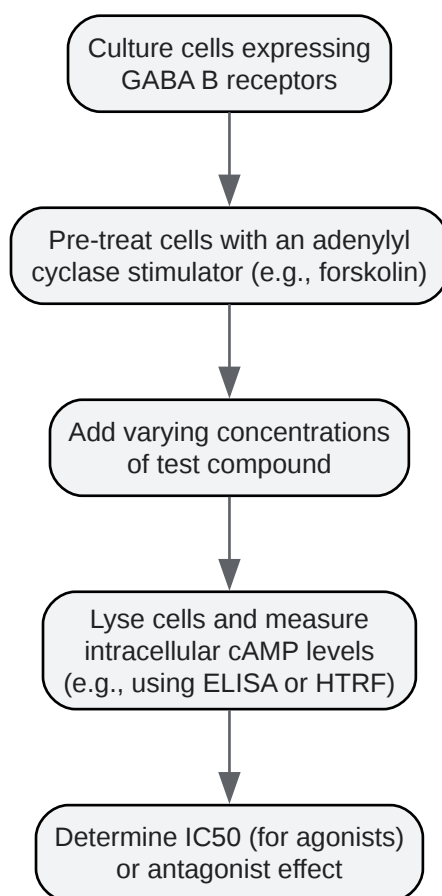 Culture cells expressing
GABA B receptors
Pre-treat cells with an adenylyl
cyclase stimulator (e.g., forskolin)
Add varying concentrations
of test compound
Lyse cells and measure
intracellular cAMP levels
(e.g., using ELISA or HTRF)
Determine IC50 (for agonists)
or antagonist effect